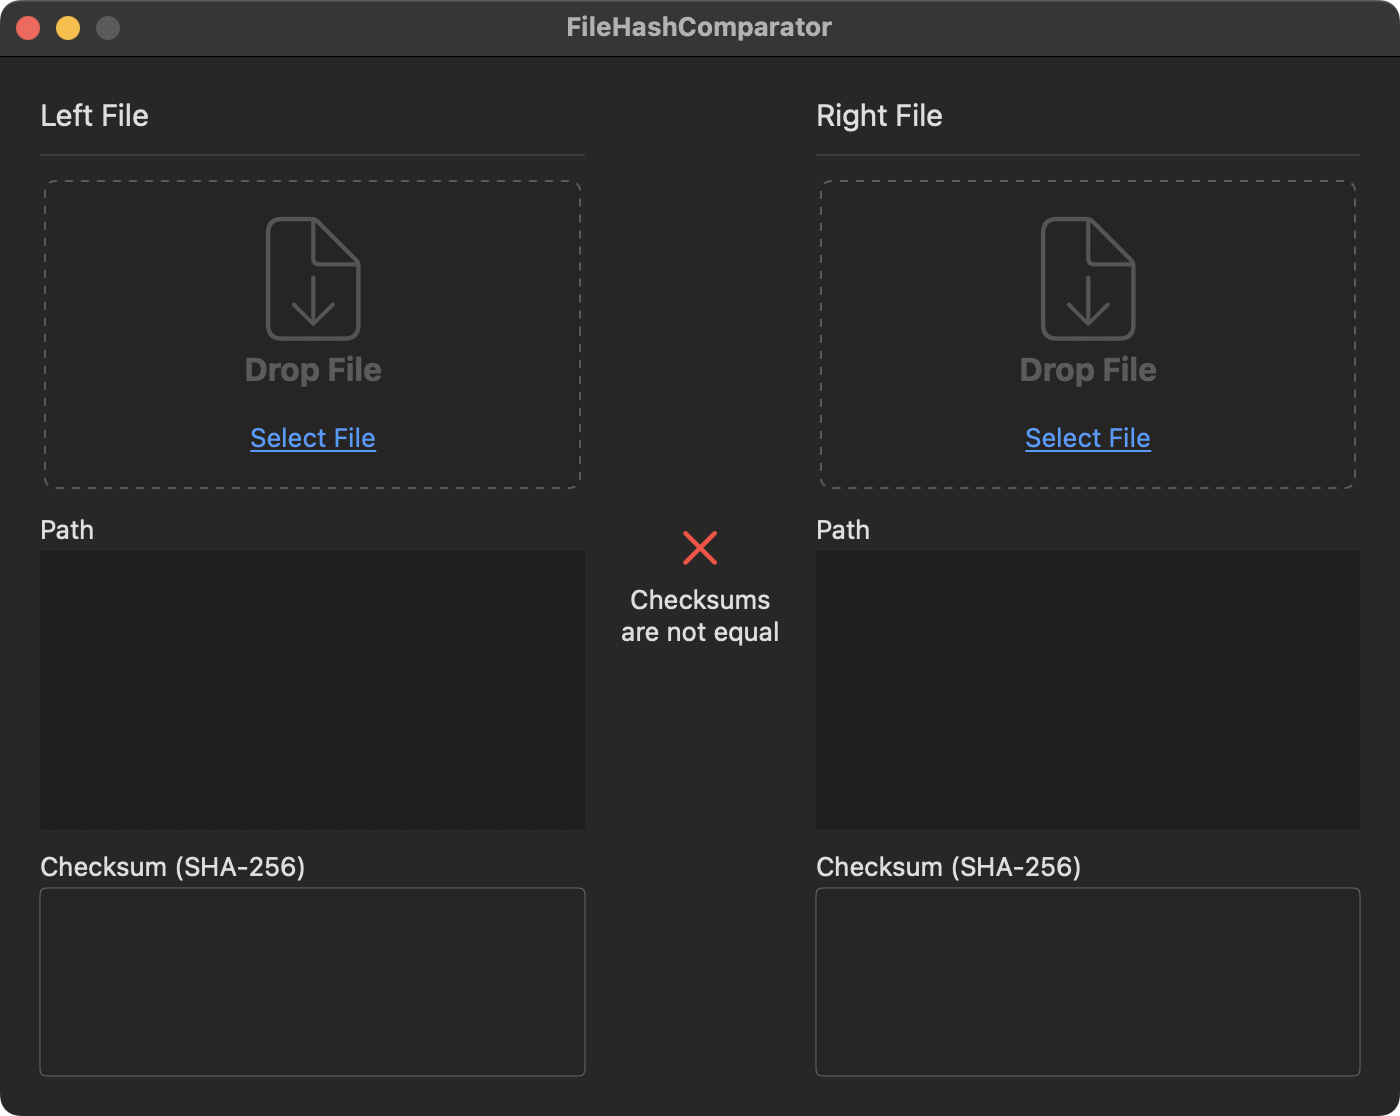 FileHashComparator
Left File
Drop File
Select File
Path
Checksum (SHA-256)
Checksums
are not equal
Right File
Drop File
Select File
Path
Checksum (SHA-256)